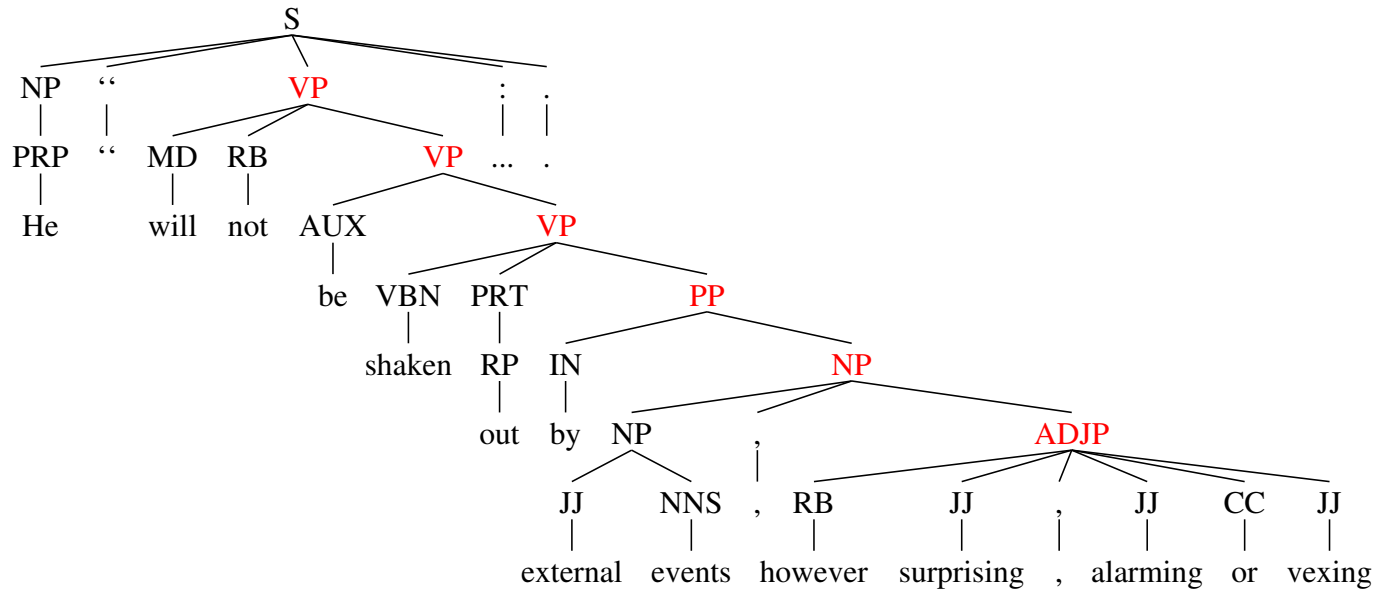 S
NP “ VP : .
PRP “ MD RB VP ... .
He will not AUX VP
be VBN PRT PP
shaken RP IN NP
out by NP , ADJP
JJ NNS , RB JJ , JJ CC JJ
external events however surprising , alarming or vexing